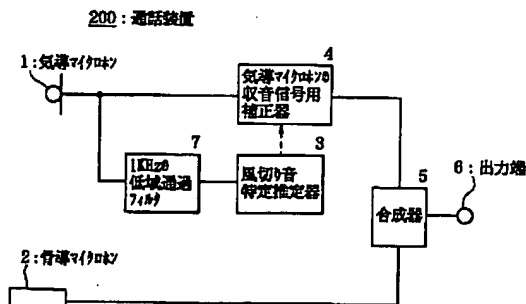 200：通話装置
1：気導マイクロホン
4
気導マイクロホンの
収音信号用
補正器
7
1KHzの
低域通過
フィルタ
3
風切り音
特定推定器
5
合成器
6：出力端
2：骨導マイクロホン